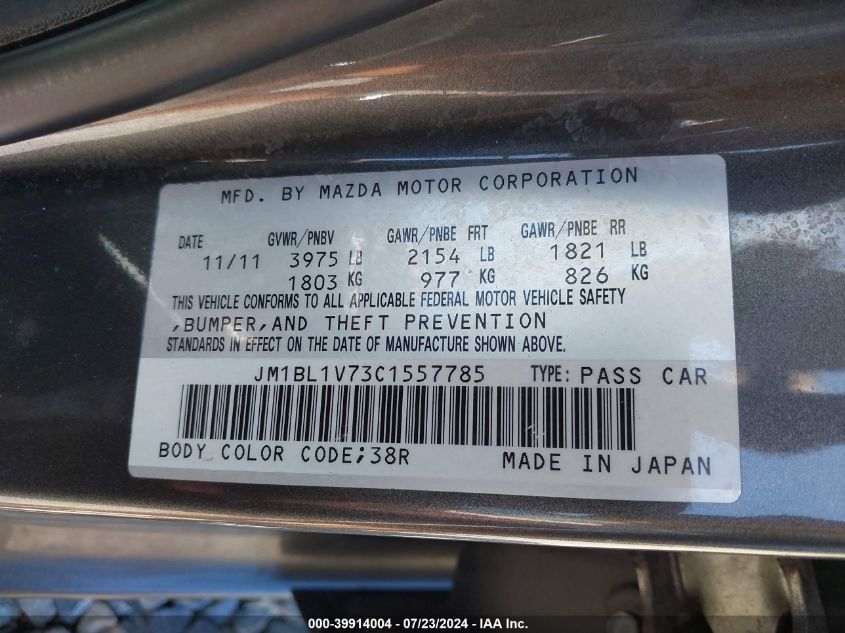 MFD. BY MAZDA MOTOR CORPORATION
DATE GVWR/PNBV GAWR/PNBE FRT GAWR/PNBE RR
11/11 3975 LB 2154 LB 1821 LB
1803 KG 977 KG 826 KG
THIS VEHICLE CONFORMS TO ALL APPLICABLE FEDERAL MOTOR VEHICLE SAFETY
,BUMPER,AND THEFT PREVENTION
STANDARDS IN EFFECT ON THE DATE OF MANUFACTURE SHOWN ABOVE.
JM1BL1V73C1557785 TYPE: PASS CAR
BODY COLOR CODE;38R MADE IN JAPAN
000-39914004 / 07/23/2024 - IAA Inc.